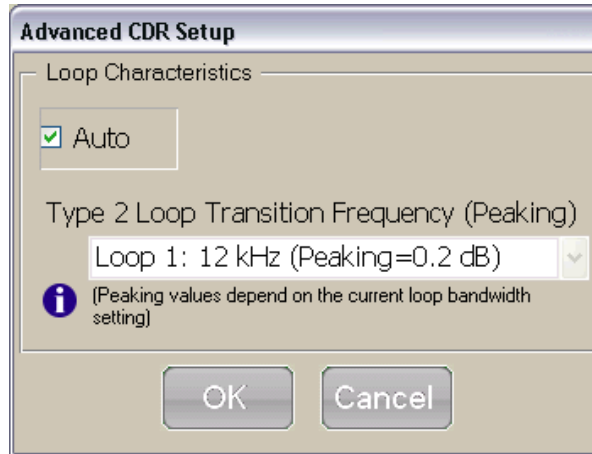 Advanced CDR Setup
Loop Characteristics
Auto
Type 2 Loop Transition Frequency (Peaking)
Loop 1: 12 kHz (Peaking=0.2 dB)
(Peaking values depend on the current loop bandwidth
setting)
OK
Cancel